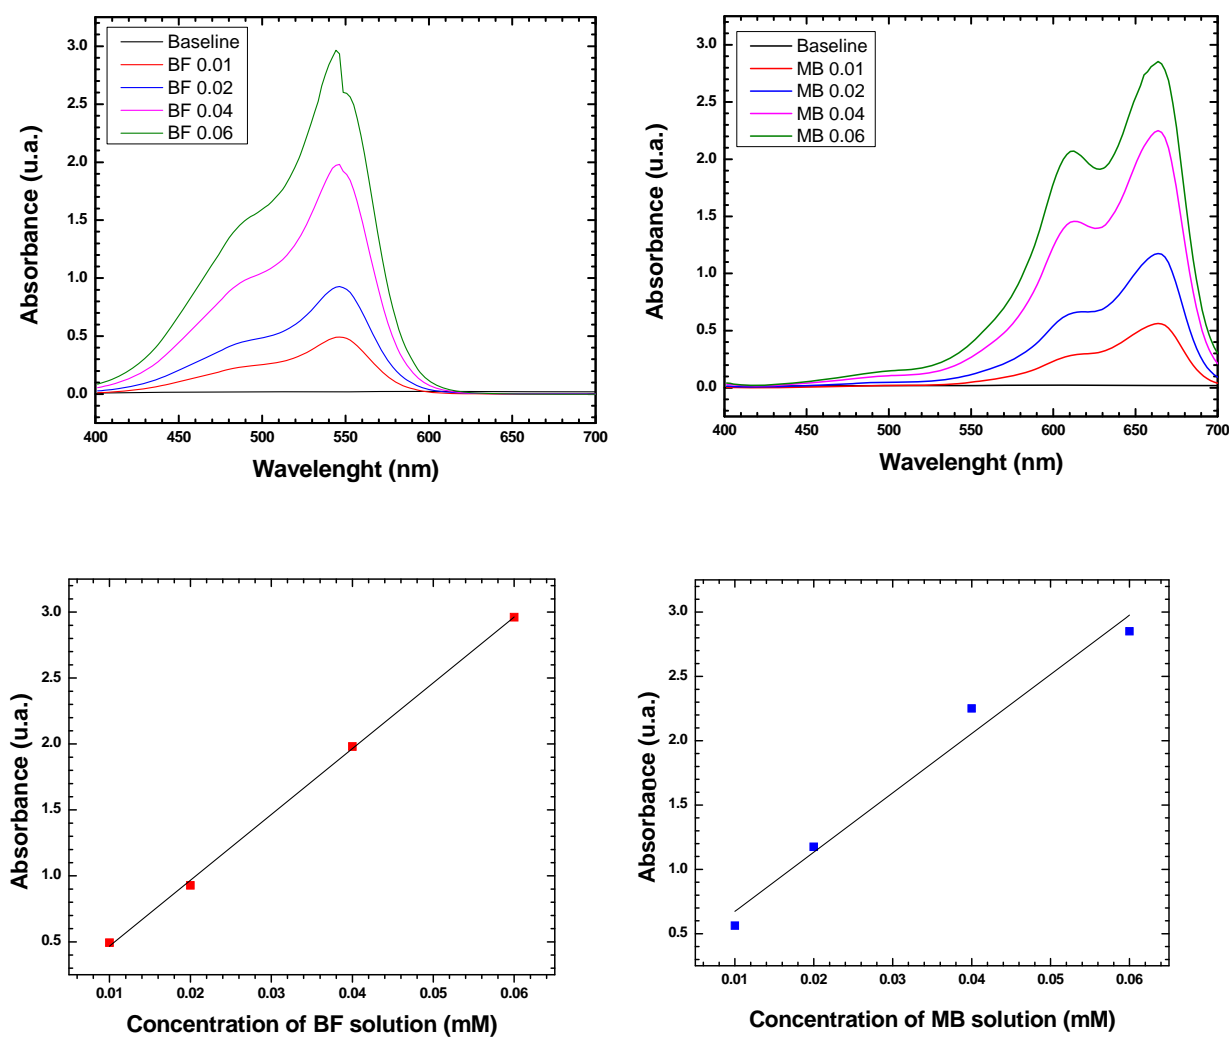 Baseline
BF 0.01
BF 0.02
BF 0.04
BF 0.06
3.0
2.5
2.0
1.5
1.0
0.5
0.0
Absorbance (u.a.)
400 450 500 550 600 650 700
Wavelenght (nm)
Baseline
MB 0.01
MB 0.02
MB 0.04
MB 0.06
3.0
2.5
2.0
1.5
1.0
0.5
0.0
Absorbance (u.a.)
400 450 500 550 600 650 700
Wavelenght (nm)
3.0
2.5
2.0
1.5
1.0
0.5
Absorbance (u.a.)
0.01 0.02 0.03 0.04 0.05 0.06
Concentration of BF solution (mM)
3.0
2.5
2.0
1.5
1.0
0.5
Absorbance (u.a.)
0.01 0.02 0.03 0.04 0.05 0.06
Concentration of MB solution (mM)